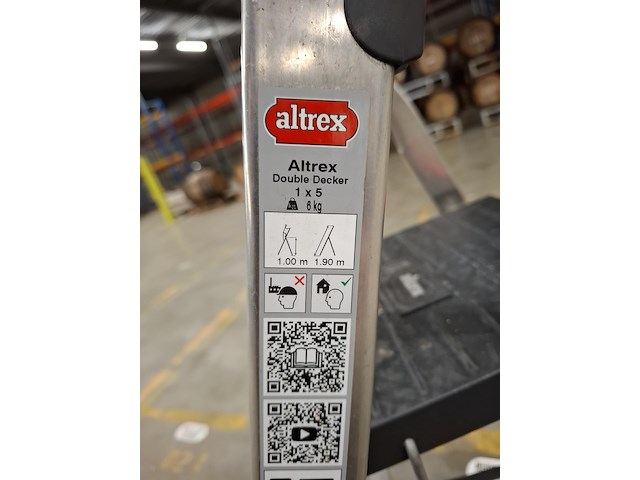 altrex
Altrex
Double Decker
1 x 5
6 kg
1.00 m 1.90 m